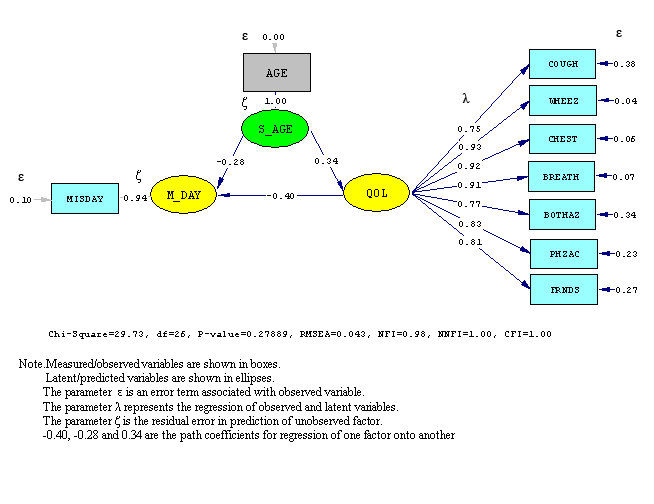 ε
0.00
ε
AGE
COUGH
0.38
ζ
1.00
λ
WHEEZ
0.04
S_AGE
0.75
CHEST
0.06
0.93
-0.28
0.34
0.92
ε
ζ
0.91
BREATH
0.07
0.10
MISDAY
0.94
M_DAY
-0.40
QOL
0.77
BOTHAZ
0.34
0.83
0.81
PHZAC
0.23
FRNDS
0.27
Chi-Square=29.73, df=26, P-value=0.27889, RMSEA=0.043, NFI=0.98, NNFI=1.00, CFI=1.00
Note.Measured/observed variables are shown in boxes.
Latent/predicted variables are shown in ellipses.
The parameter ε is an error term associated with observed variable.
The parameter λ represents the regression of observed and latent variables.
The parameter ζ is the residual error in prediction of unobserved factor.
-0.40, -0.28 and 0.34 are the path coefficients for regression of one factor onto another